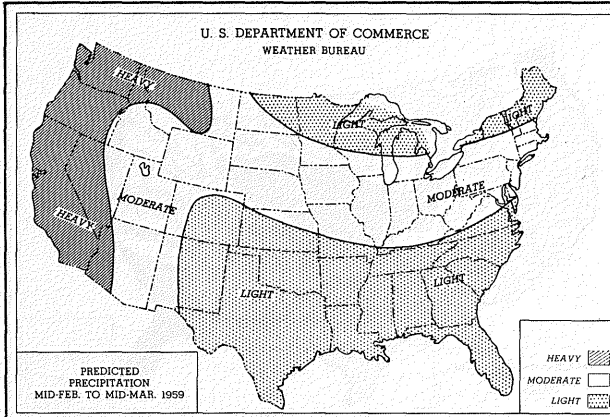 U. S. DEPARTMENT OF COMMERCE
WEATHER BUREAU
HEAVY
LIGHT
LIGHT
MODERATE
MODERATE
HEAVY
LIGHT
LIGHT
PREDICTED
PRECIPITATION
MID-FEB. TO MID-MAR. 1959
HEAVY
MODERATE
LIGHT